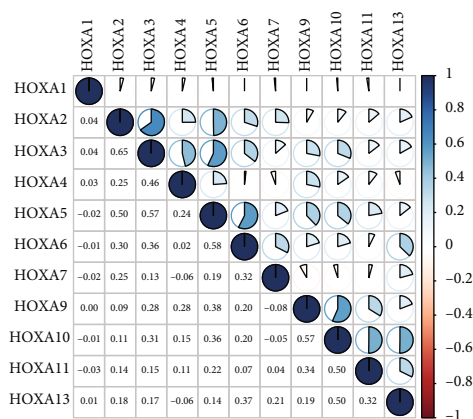 HOXA1 HOXA2 HOXA3 HOXA4 HOXA5 HOXA6 HOXA7 HOXA9 HOXA10 HOXA11 HOXA13
HOXA1
HOXA2 0.04
HOXA3 0.04 0.65
HOXA4 0.03 0.25 0.46
HOXA5 −0.02 0.50 0.57 0.24
HOXA6 −0.01 0.30 0.36 0.02 0.58
HOXA7 −0.02 0.25 0.13 −0.06 0.19 0.32
HOXA9 0.00 0.09 0.28 0.28 0.38 0.20 −0.08
HOXA10 −0.01 0.11 0.31 0.15 0.36 0.20 −0.05 0.57
HOXA11 −0.03 0.14 0.15 0.11 0.22 0.07 0.04 0.34 0.50
HOXA13 0.01 0.18 0.17 −0.06 0.14 0.37 0.21 0.19 0.50 0.32
1
0.8
0.6
0.4
0.2
0
−0.2
−0.4
−0.6
−0.8
−1